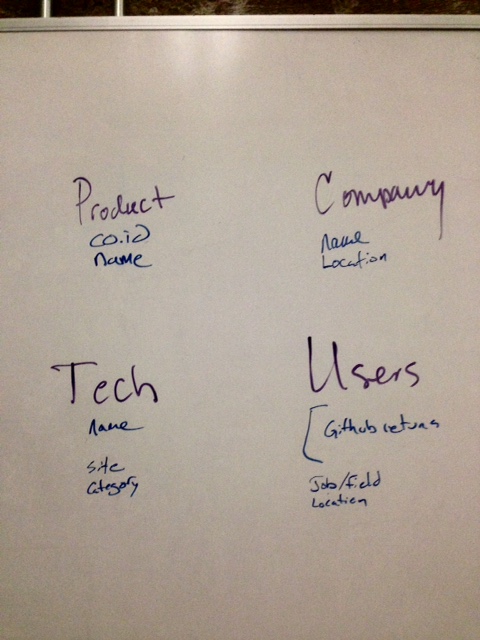 Product
co.id
name
Company
name
Location
Tech
name
site
category
Users
Github returns
Job/field
Location